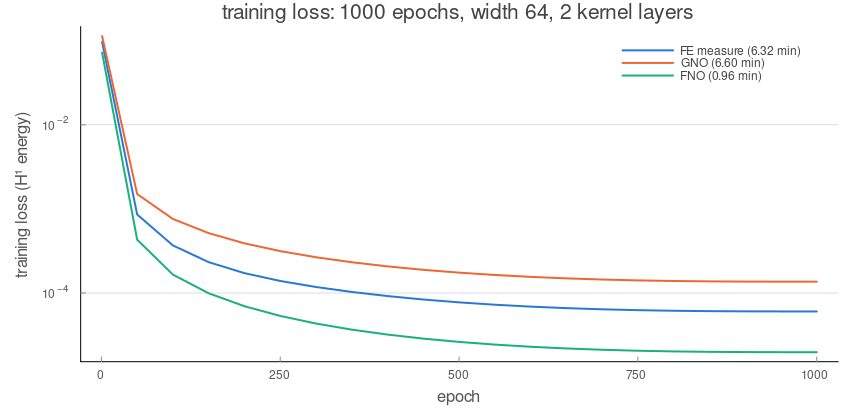 training loss: 1000 epochs, width 64, 2 kernel layers
FE measure (6.32 min)
GNO (6.60 min)
FNO (0.96 min)
training loss (H¹ energy)
10⁻²
10⁻⁴
0 250 500 750 1000
epoch